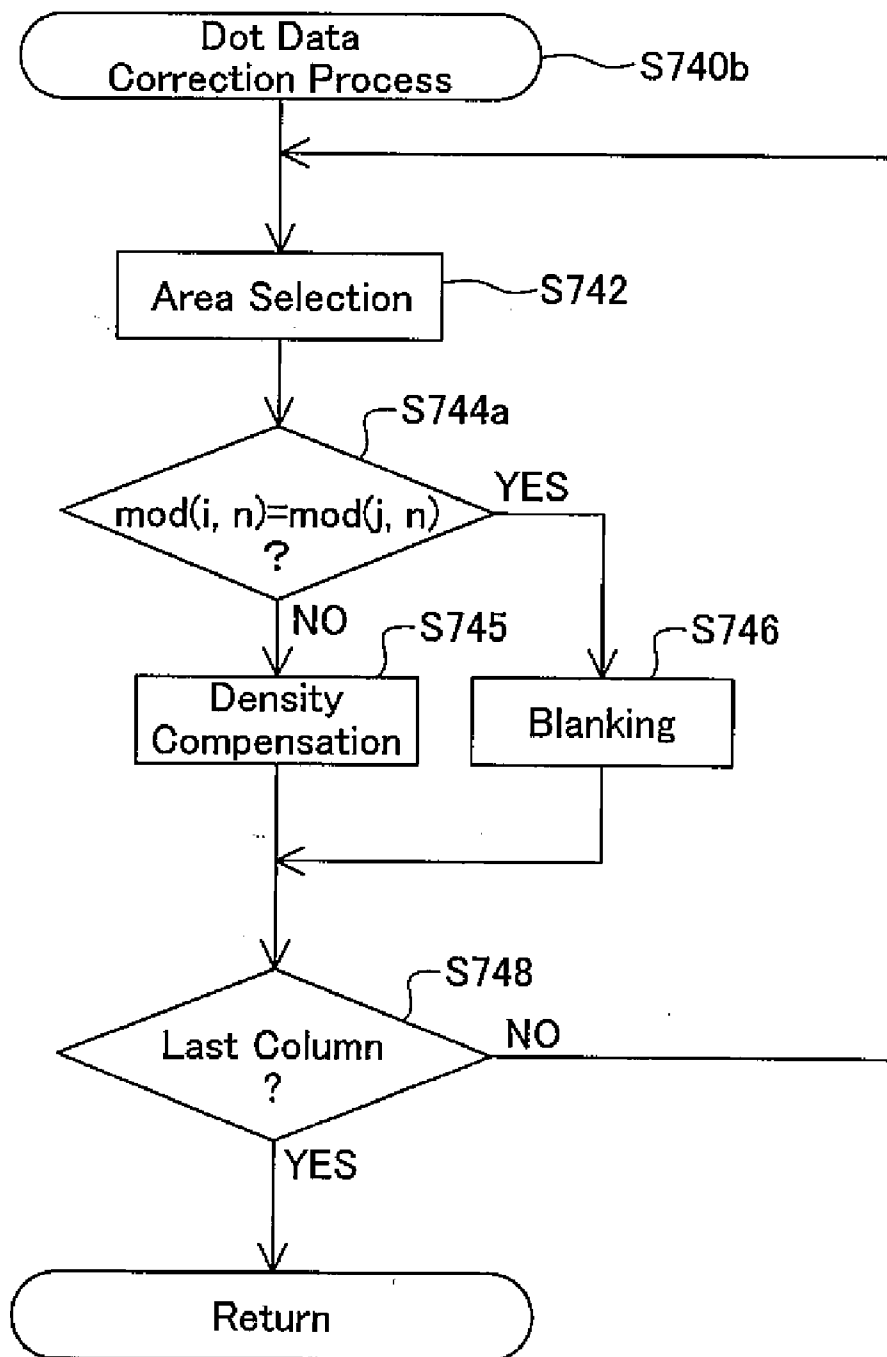 Dot Data
Correction Process
S740b
Area Selection
S742
S744a
mod(i, n)=mod(j, n)
?
YES
NO
S745
S746
Density
Compensation
Blanking
S748
Last Column
?
NO
YES
Return